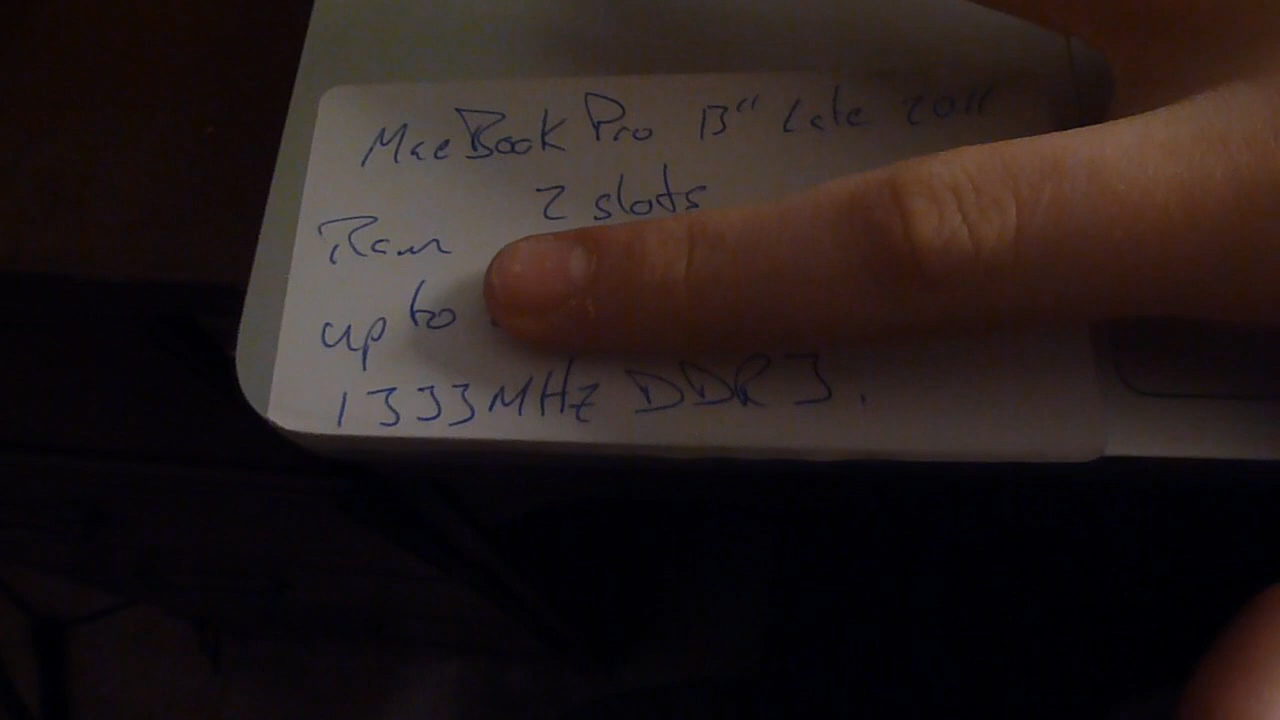 MacBook Pro 13" Late 2011
2 slots
Ram
up to
1333MHz DDR3.